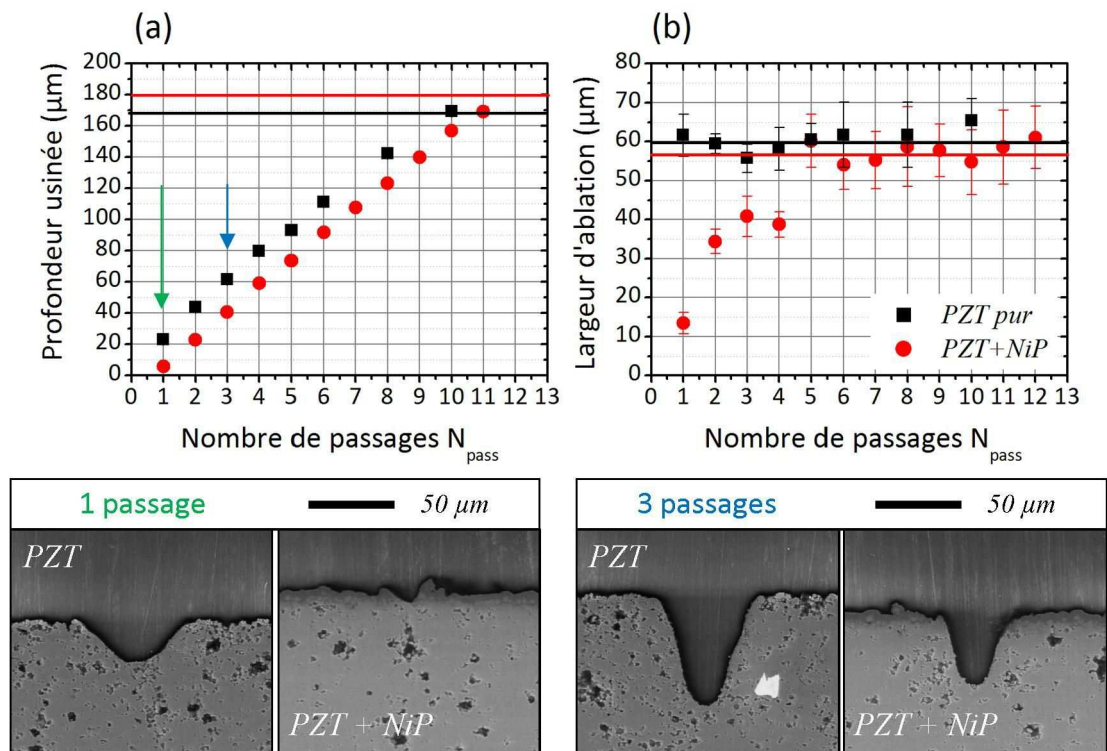 (a)
Profondeur usinée (µm)
200
180
160
140
120
100
80
60
40
20
0
0 1 2 3 4 5 6 7 8 9 10 11 12 13
Nombre de passages N_pass
(b)
Largeur d'ablation (µm)
80
70
60
50
40
30
20
10
0
PZT pur
PZT+NiP
0 1 2 3 4 5 6 7 8 9 10 11 12 13
Nombre de passages N_pass
1 passage 50 µm
PZT
PZT + NiP
3 passages 50 µm
PZT
PZT + NiP